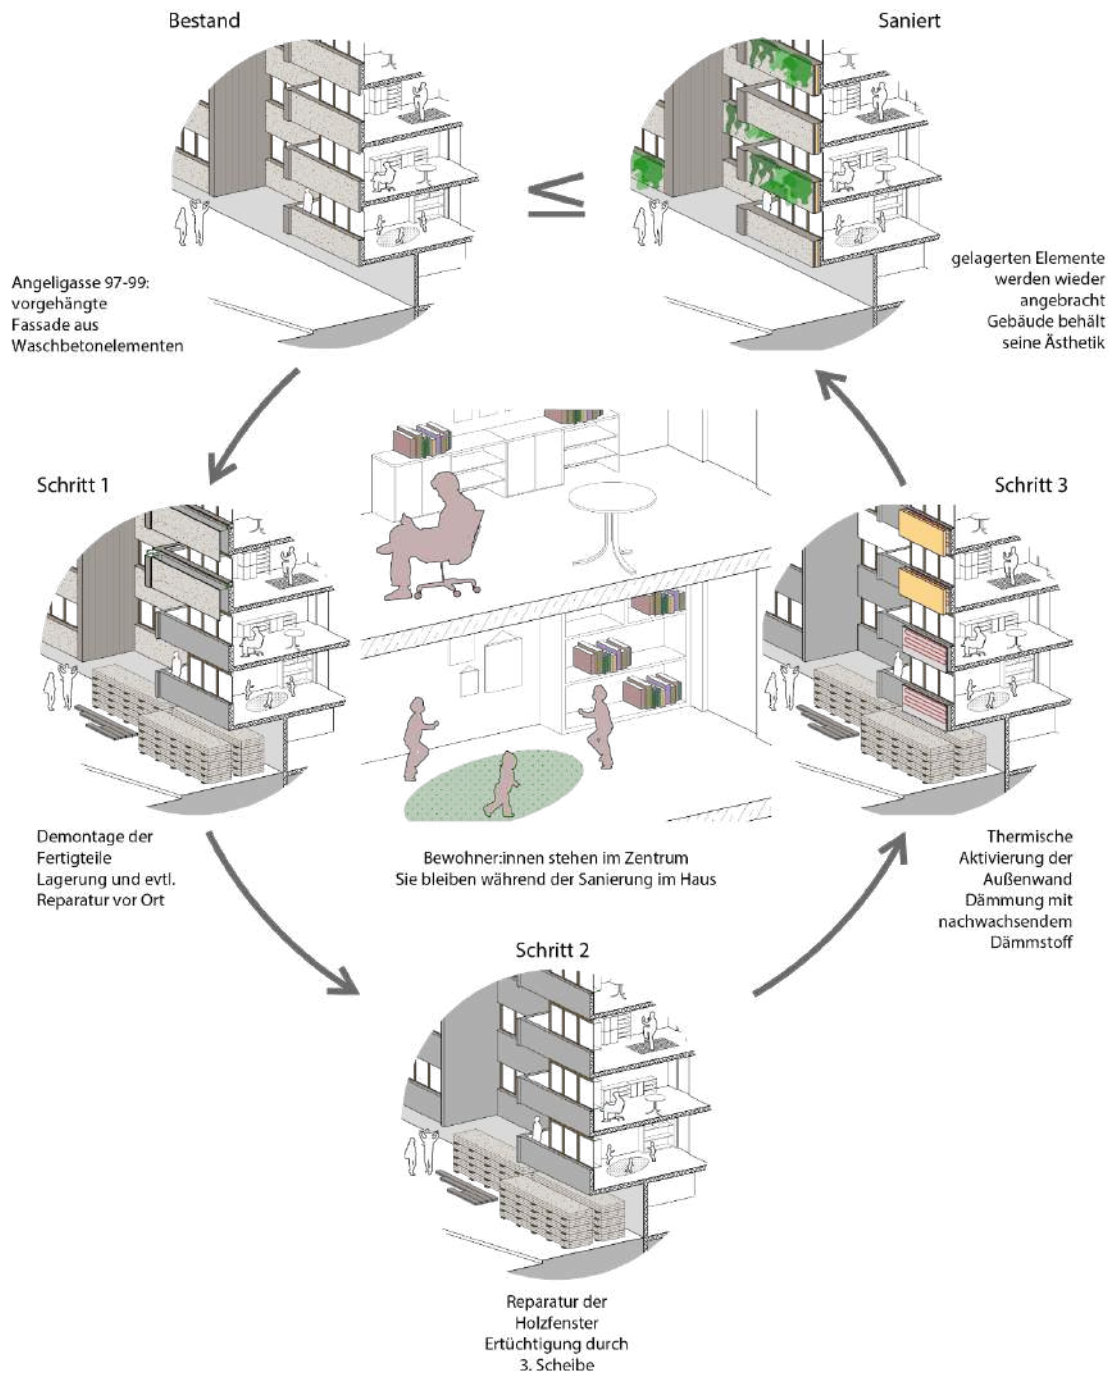 Bestand
Saniert
≤
Angeligasse 97-99:
vorgehängte
Fassade aus
Waschbetonelementen
gelagerten Elemente
werden wieder
angebracht
Gebäude behält
seine Ästhetik
Schritt 1
Schritt 3
Demontage der
Fertigteile
Lagerung und evtl.
Reparatur vor Ort
Bewohner:innen stehen im Zentrum
Sie bleiben während der Sanierung im Haus
Thermische
Aktivierung der
Außenwand
Dämmung mit
nachwachsendem
Dämmstoff
Schritt 2
Reparatur der
Holzfenster
Ertüchtigung durch
3. Scheibe